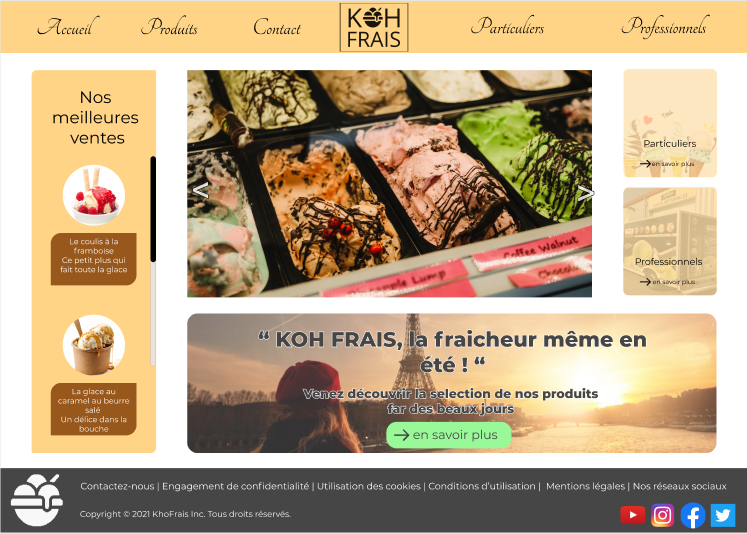 Accueil
Produits
Contact
KOH
FRAIS
Particuliers
Professionnels
Nos
meilleures
ventes
Le coulis à la
framboise
Ce petit plus qui
fait toute la glace
La glace au
caramel au beurre
salé
Un délice dans la
bouche
<
>
Lump
Coffee Walnut
Particuliers
en savoir plus
Professionnels
en savoir plus
“ KOH FRAIS, la fraicheur même en
été ! “
Venez découvrir la selection de nos produits
far des beaux jours
en savoir plus
Contactez-nous | Engagement de confidentialité | Utilisation des cookies | Conditions d'utilisation | Mentions légales | Nos réseaux sociaux
Copyright © 2021 KhoFrais Inc. Tous droits réservés.